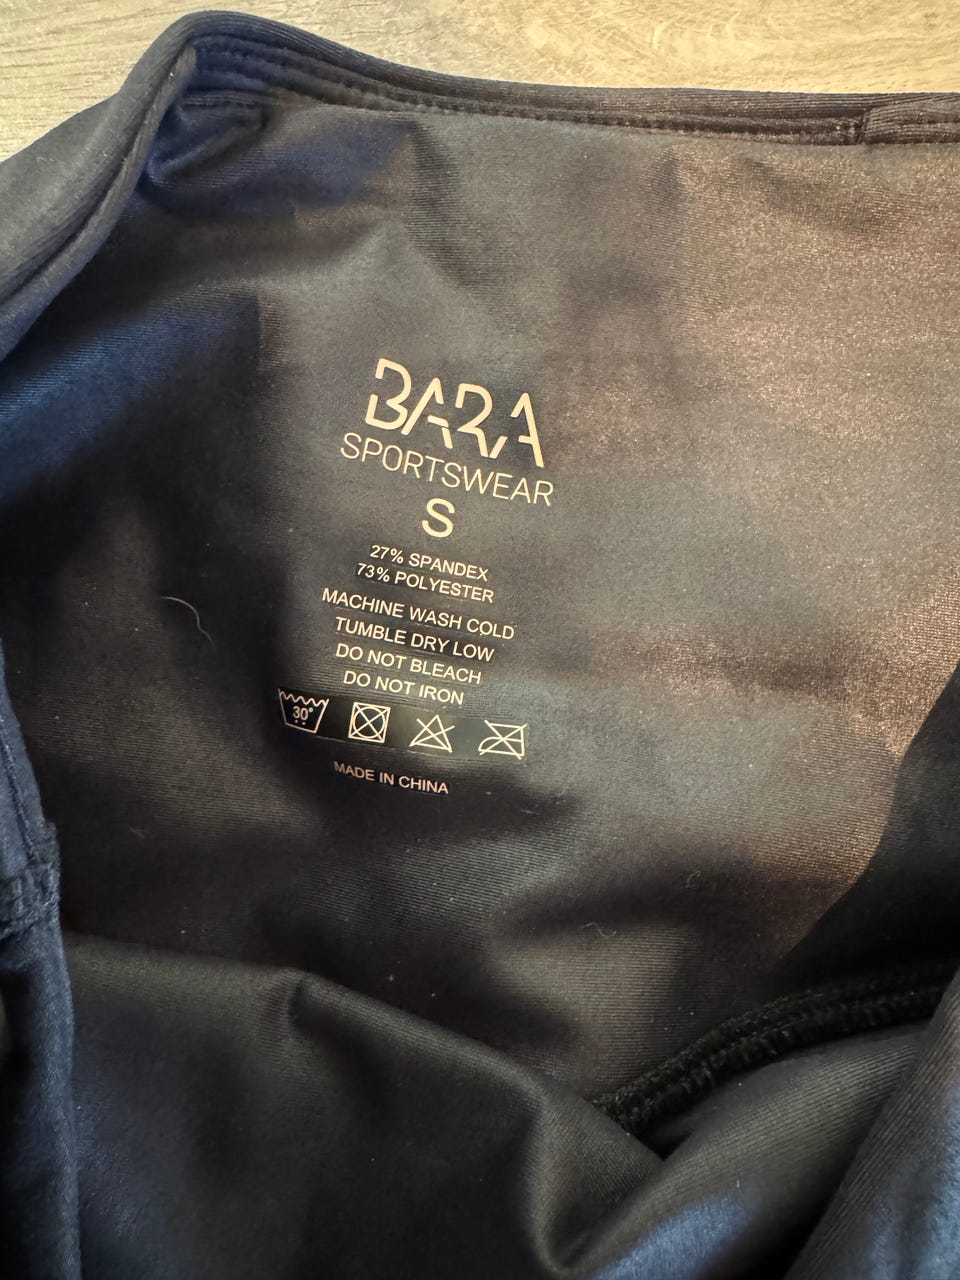 BARA
SPORTSWEAR
S
27% SPANDEX
73% POLYESTER
MACHINE WASH COLD
TUMBLE DRY LOW
DO NOT BLEACH
DO NOT IRON
30°
MADE IN CHINA